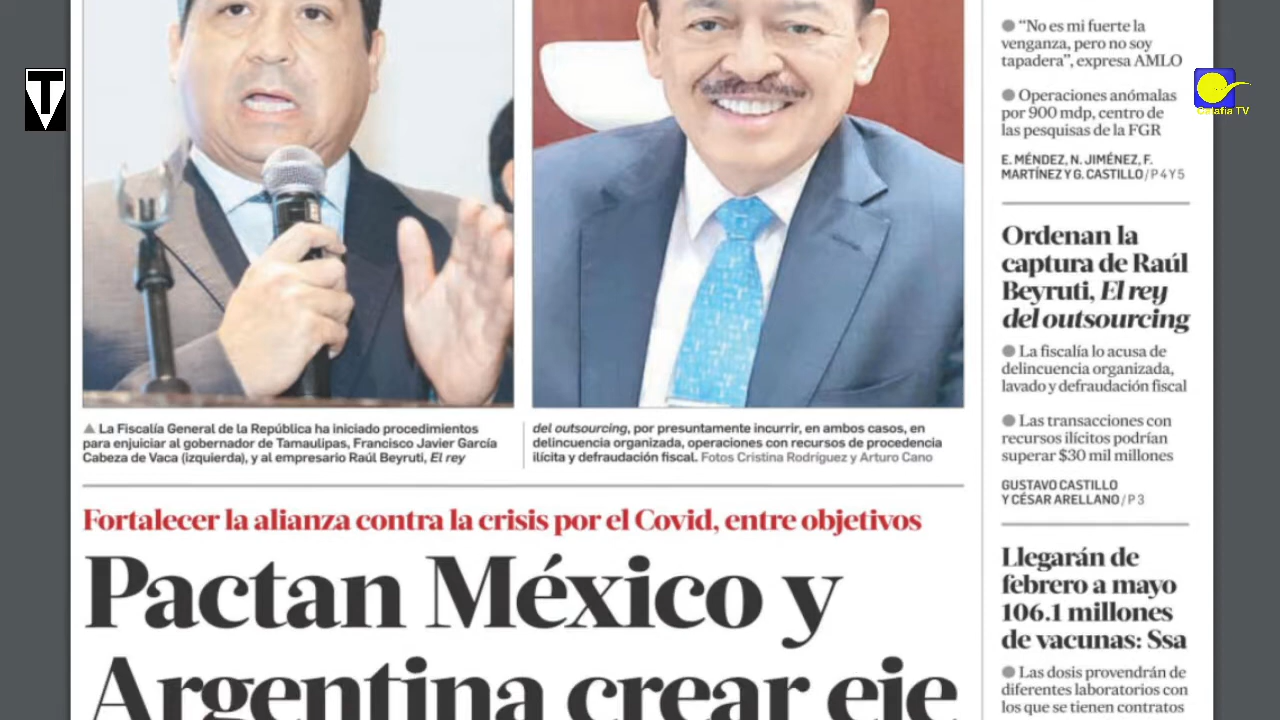 T
▲ La Fiscalía General de la República ha iniciado procedimientos
para enjuiciar al gobernador de Tamaulipas, Francisco Javier García
Cabeza de Vaca (izquierda), y al empresario Raúl Beyruti, El rey
del outsourcing, por presuntamente incurrir, en ambos casos, en
delincuencia organizada, operaciones con recursos de procedencia
ilícita y defraudación fiscal. Fotos Cristina Rodríguez y Arturo Cano
Fortalecer la alianza contra la crisis por el Covid, entre objetivos
Pactan México y
Argentina crear eje
● “No es mi fuerte la
venganza, pero no soy
tapadera”, expresa AMLO
● Operaciones anómalas
por 900 mdp, centro de
las pesquisas de la FGR
E. MÉNDEZ, N. JIMÉNEZ, F.
MARTÍNEZ Y G. CASTILLO / P 4 Y 5
Ordenan la
captura de Raúl
Beyruti, El rey
del outsourcing
● La fiscalía lo acusa de
delincuencia organizada,
lavado y defraudación fiscal
● Las transacciones con
recursos ilícitos podrían
superar $30 mil millones
GUSTAVO CASTILLO
Y CÉSAR ARELLANO / P 3
Llegarán de
febrero a mayo
106.1 millones
de vacunas: Ssa
● Las dosis provendrán de
diferentes laboratorios con
los que se tienen contratos
Calafia TV